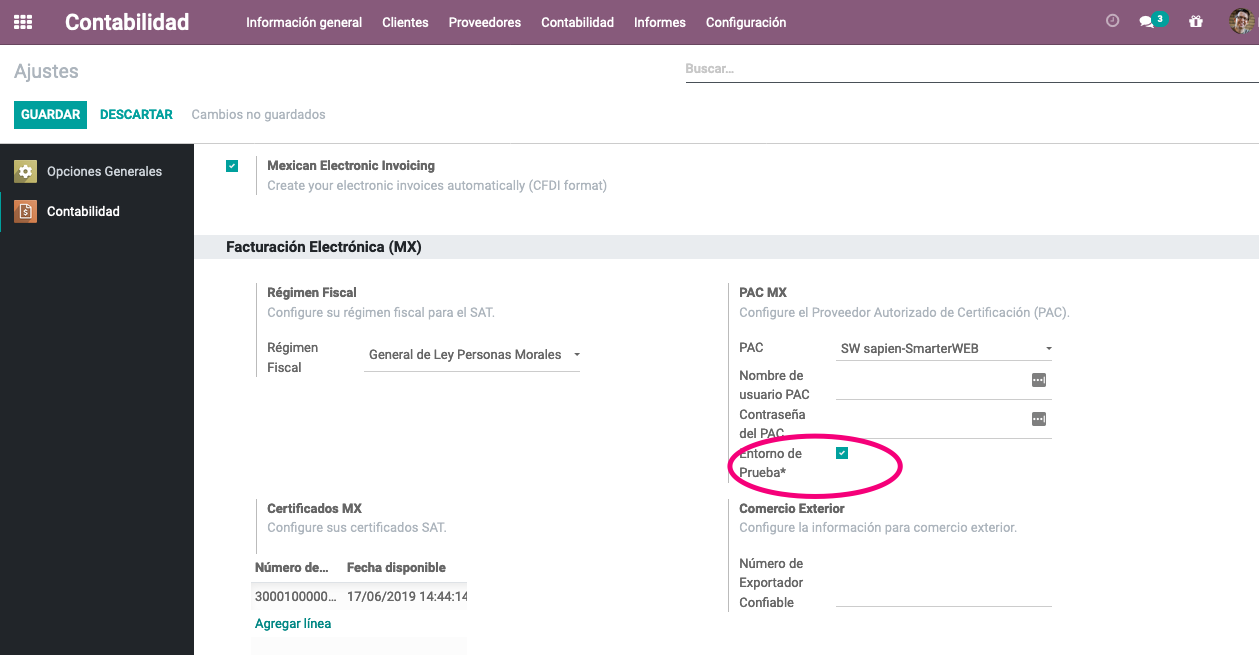 Contabilidad
Información general
Clientes
Proveedores
Contabilidad
Informes
Configuración
3
Ajustes
Buscar...
GUARDAR
DESCARTAR
Cambios no guardados
Opciones Generales
Contabilidad
Mexican Electronic Invoicing
Create your electronic invoices automatically (CFDI format)
Facturación Electrónica (MX)
Régimen Fiscal
Configure su régimen fiscal para el SAT.
Régimen
Fiscal
General de Ley Personas Morales
PAC MX
Configure el Proveedor Autorizado de Certificación (PAC).
PAC
SW sapien-SmarterWEB
Nombre de
usuario PAC
Contraseña
del PAC
Entorno de
Prueba*
Certificados MX
Configure sus certificados SAT.
Número de...
Fecha disponible
3000100000...
17/06/2019 14:44:14
Agregar línea
Comercio Exterior
Configure la información para comercio exterior.
Número de
Exportador
Confiable